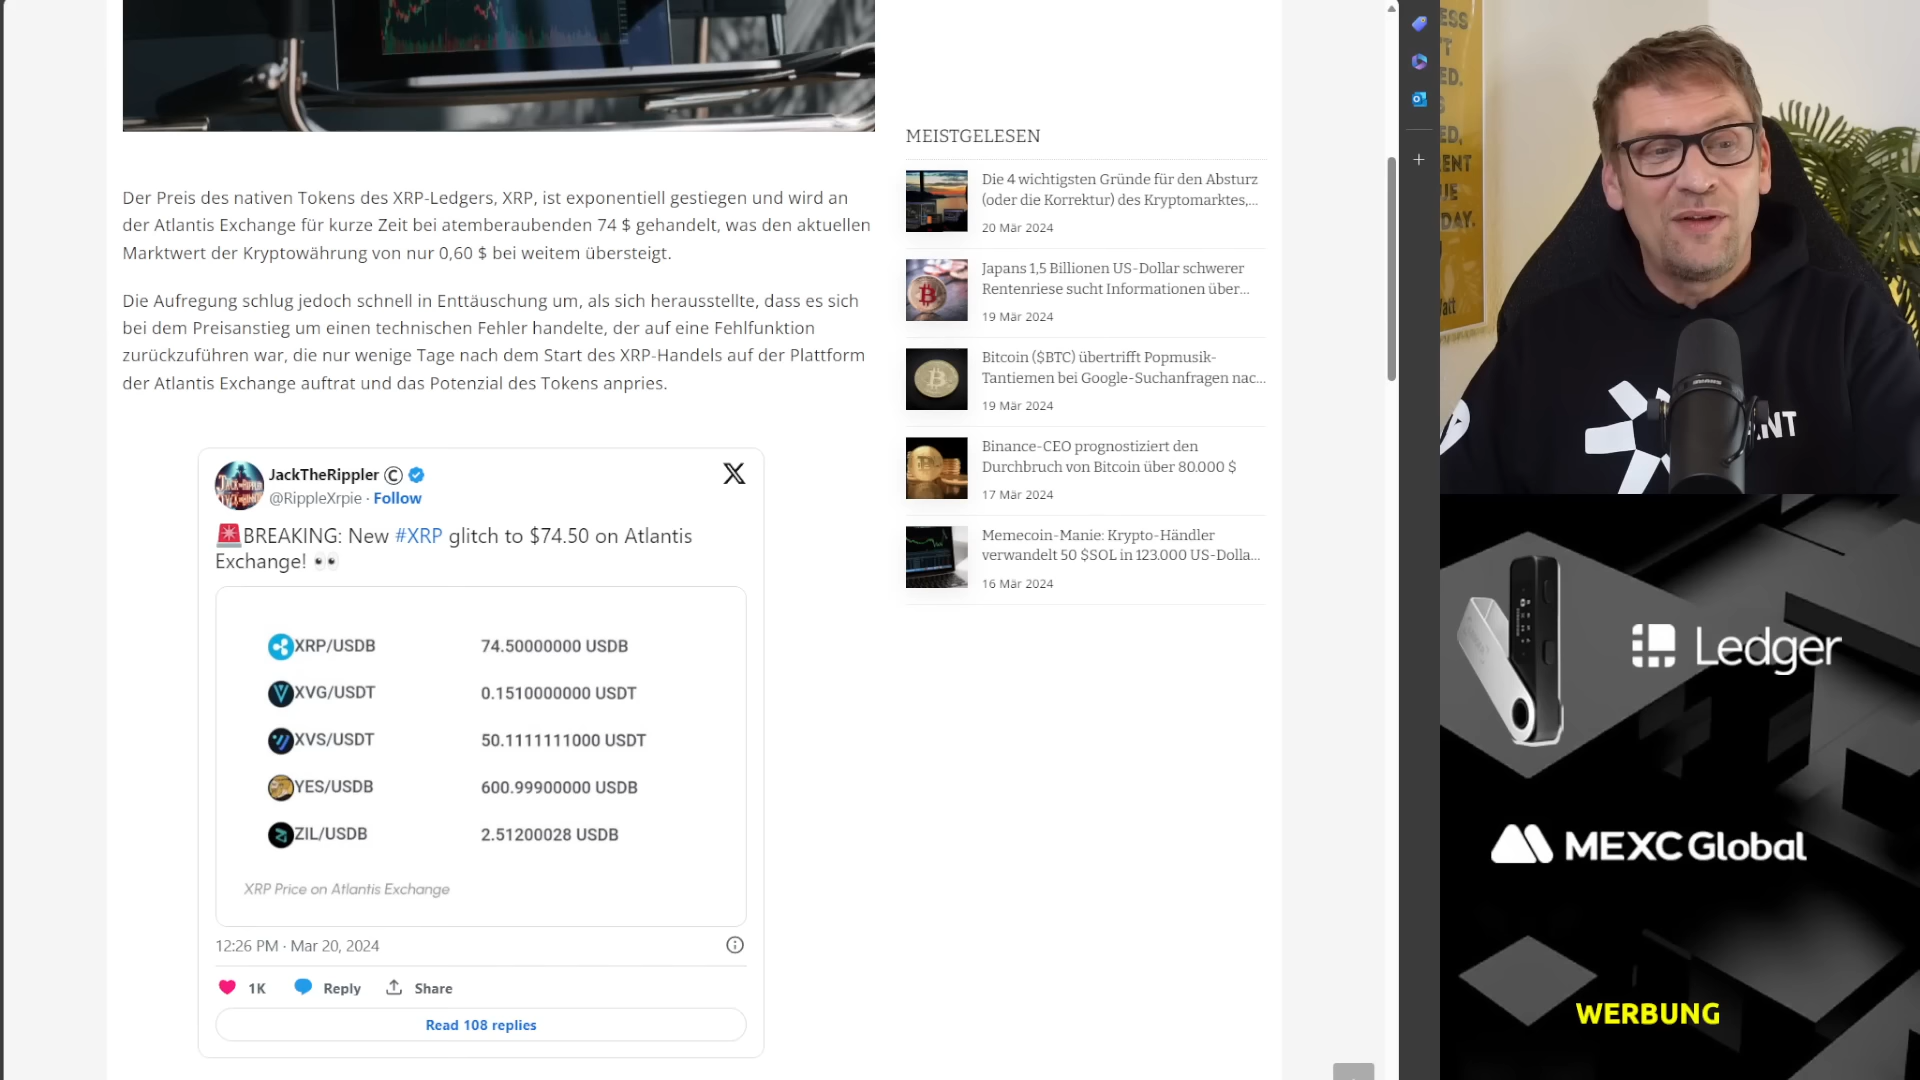 Der Preis des nativen Tokens des XRP-Ledgers, XRP, ist exponentiell gestiegen und wird an
der Atlantis Exchange für kurze Zeit bei atemberaubenden 74 $ gehandelt, was den aktuellen
Marktwert der Kryptowährung von nur 0,60 $ bei weitem übersteigt.
Die Aufregung schlug jedoch schnell in Enttäuschung um, als sich herausstellte, dass es sich
bei dem Preisanstieg um einen technischen Fehler handelte, der auf eine Fehlfunktion
zurückzuführen war, die nur wenige Tage nach dem Start des XRP-Handels auf der Plattform
der Atlantis Exchange auftrat und das Potenzial des Tokens anpries.
JackTheRippler ©
@RippleXrpie · Follow
X
🚨BREAKING: New #XRP glitch to $74.50 on Atlantis
Exchange! 👀
XRP/USDB 74.50000000 USDB
XVG/USDT 0.1510000000 USDT
XVS/USDT 50.1111111000 USDT
YES/USDB 600.99900000 USDB
ZIL/USDB 2.51200028 USDB
XRP Price on Atlantis Exchange
12:26 PM · Mar 20, 2024
1K Reply Share
Read 108 replies
MEISTGELESEN
Die 4 wichtigsten Gründe für den Absturz
(oder die Korrektur) des Kryptomarktes,...
20 Mär 2024
Japans 1,5 Billionen US-Dollar schwerer
Rentenriese sucht Informationen über...
19 Mär 2024
Bitcoin ($BTC) übertrifft Popmusik-
Tantiemen bei Google-Suchanfragen nac...
19 Mär 2024
Binance-CEO prognostiziert den
Durchbruch von Bitcoin über 80.000 $
17 Mär 2024
Memecoin-Manie: Krypto-Händler
verwandelt 50 $SOL in 123.000 US-Dolla...
16 Mär 2024
Ledger
MEXC Global
WERBUNG